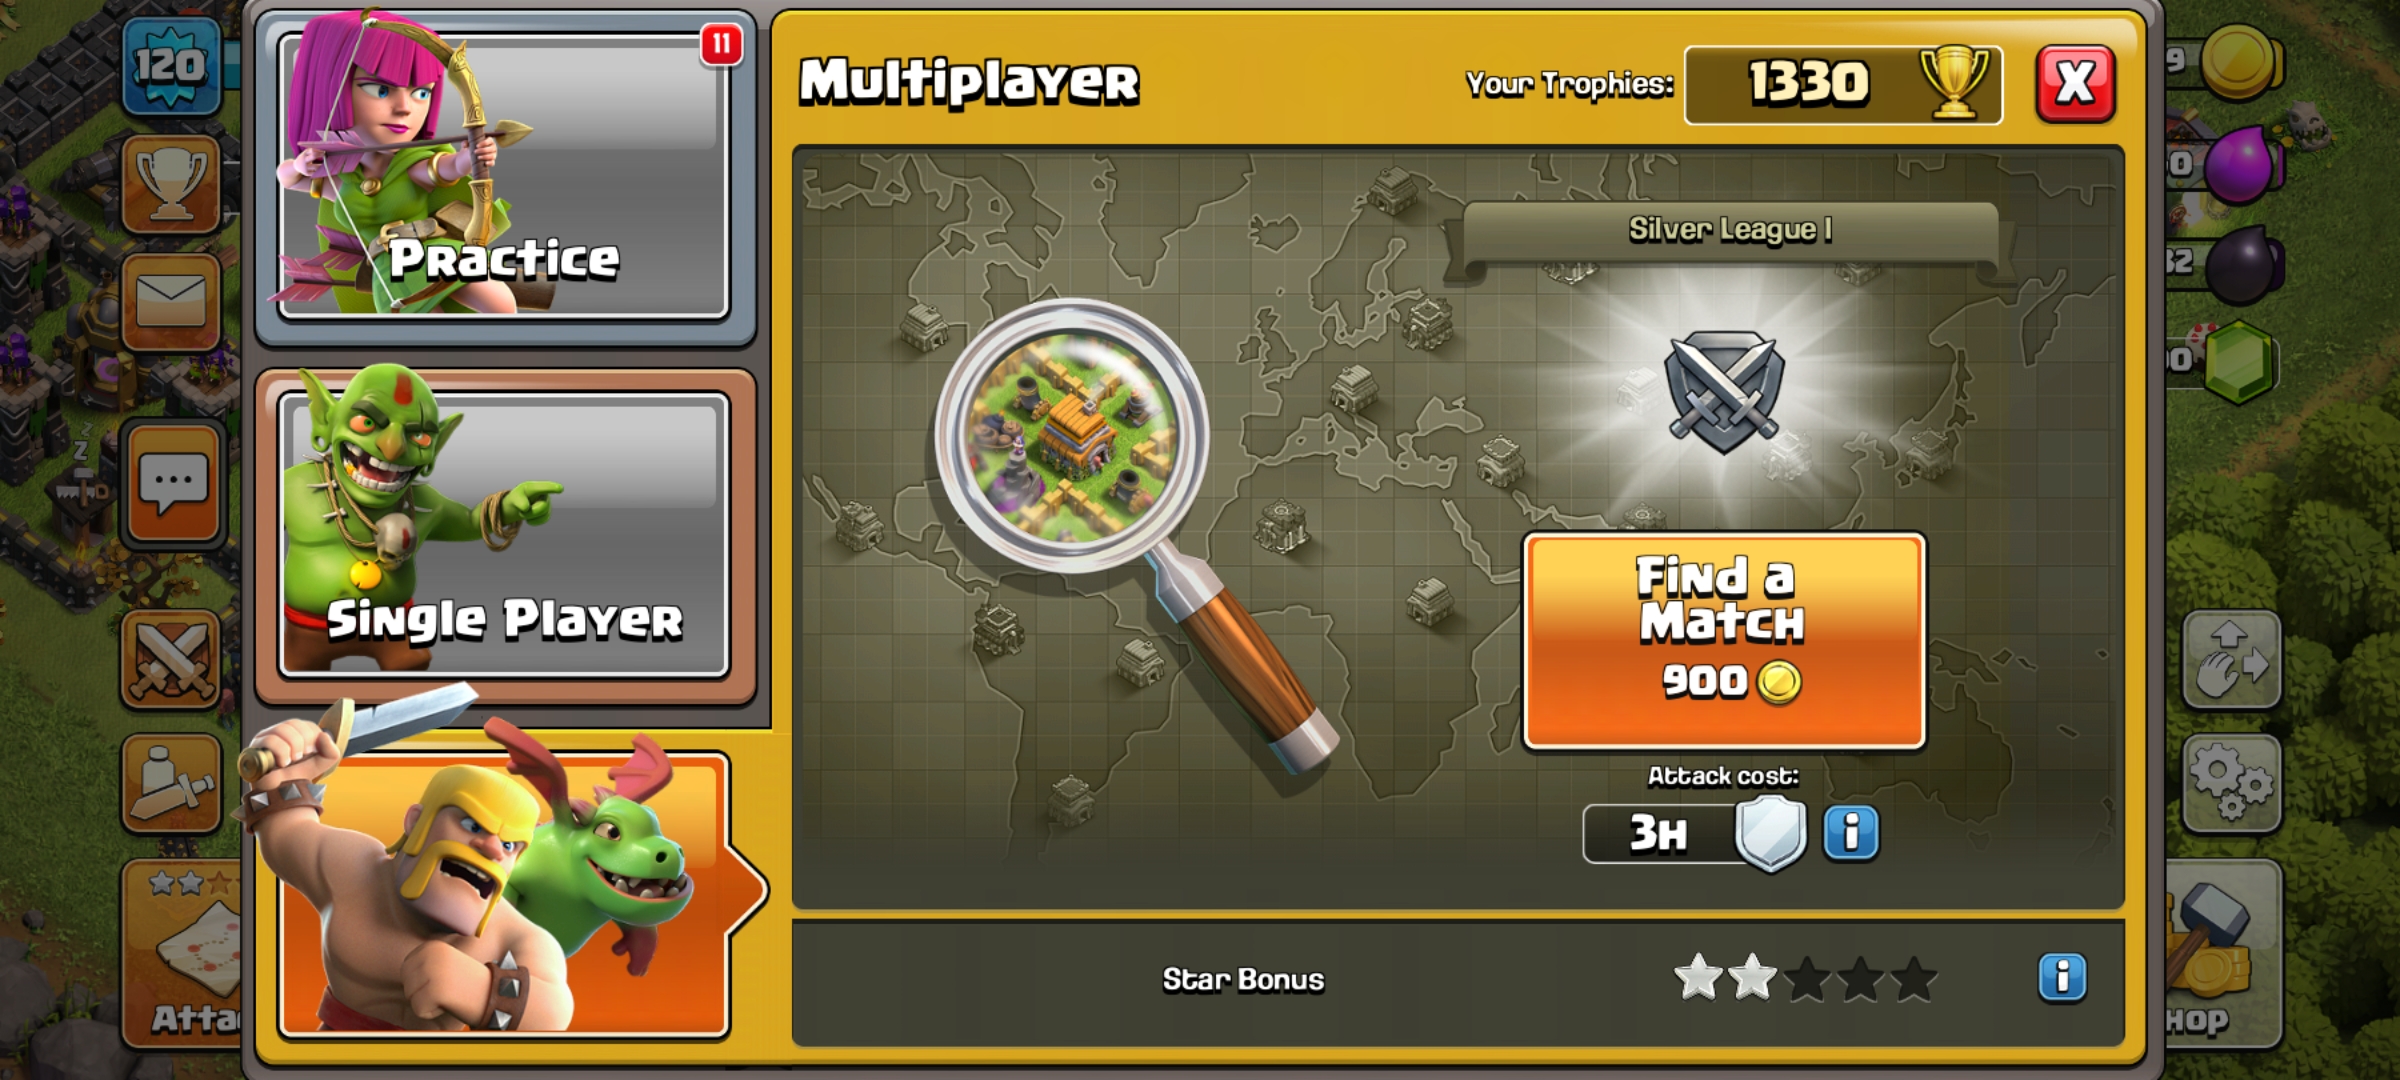 120
11
Practice
Single Player
Multiplayer
Your Trophies:
1330
X
Silver League I
Find a
Match
900
Attack cost:
3H
i
Star Bonus
i